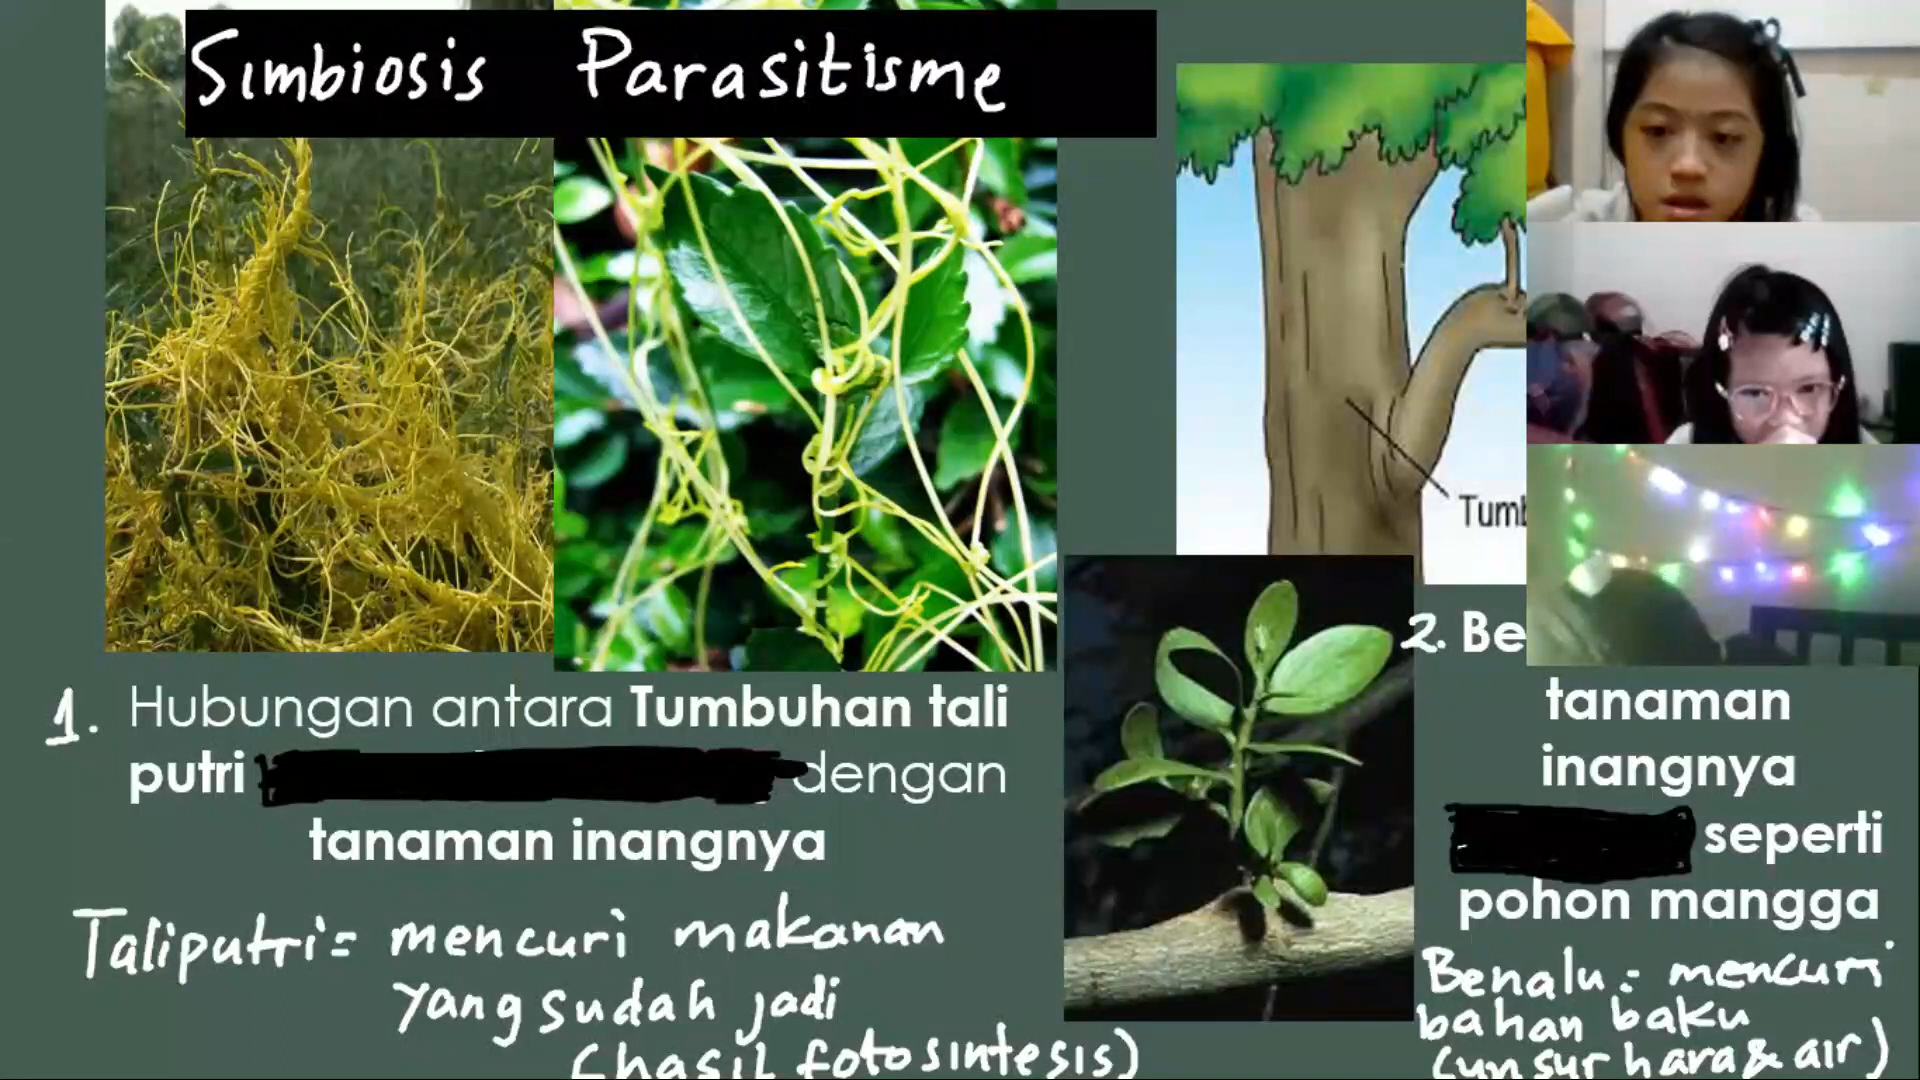 Simbiosis Parasitisme
1. Hubungan antara Tumbuhan tali
putri dengan
tanaman inangnya
Taliputri = mencuri makanan
yang sudah jadi
(hasil fotosintesis)
Tumb
2. Be
tanaman
inangnya
seperti
pohon mangga
Benalu : mencuri
bahan baku
(unsur hara & air)